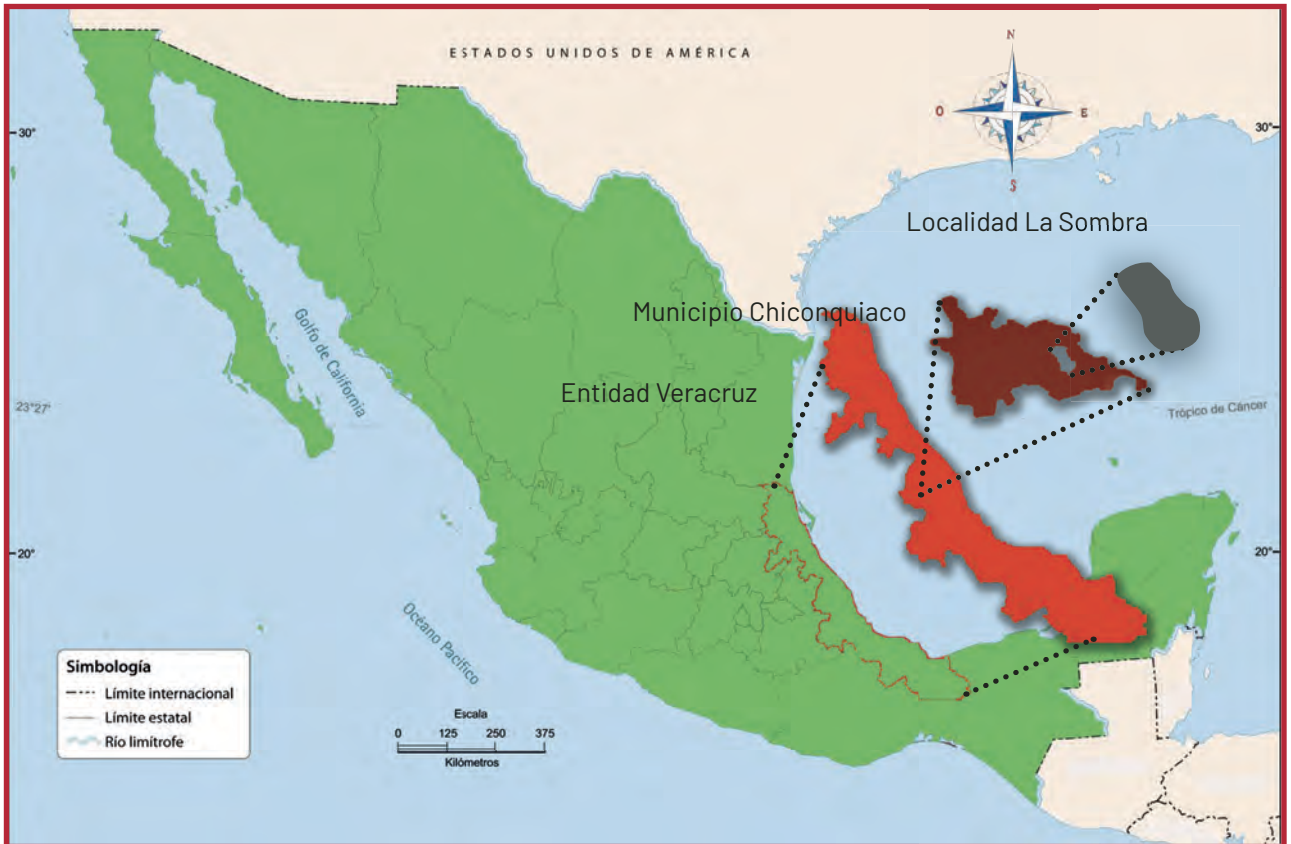 ESTADOS UNIDOS DE AMÉRICA
N
O
E
S
30°
30°
Localidad La Sombra
Municipio Chiconquiaco
Golfo de California
Entidad Veracruz
23°27'
Trópico de Cáncer
20°
20°
Océano Pacífico
Simbología
Límite internacional
Límite estatal
Río limítrofe
Escala
0 125 250 375
Kilómetros